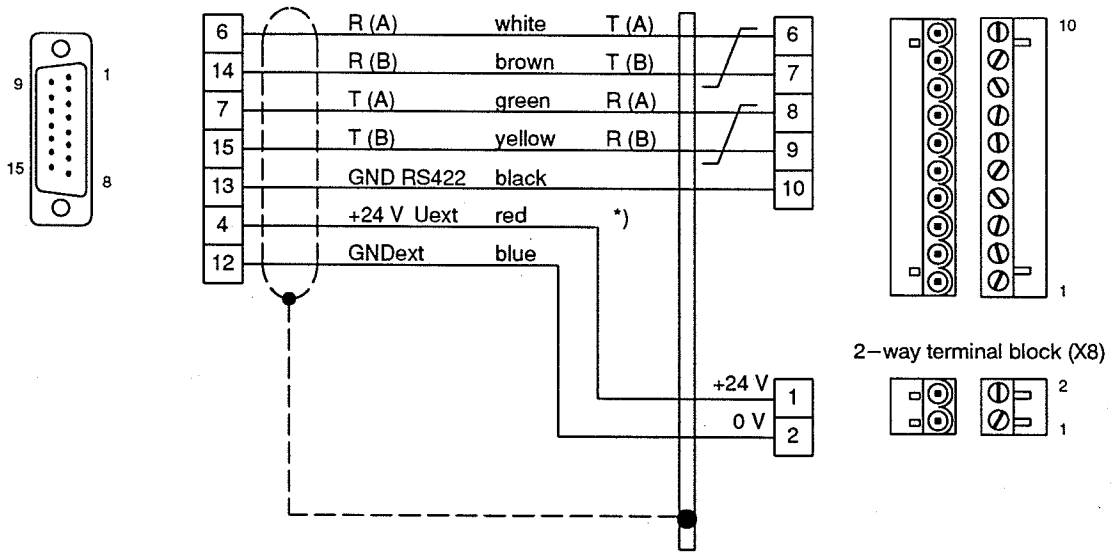 6 R (A) white T (A) 6
14 R (B) brown T (B) 7
7 T (A) green R (A) 8
15 T (B) yellow R (B) 9
13 GND RS422 black 10
4 +24 V Uext red *)
12 GNDext blue
9 1
15 8
10
1
2−way terminal block (X8)
+24 V 1
0 V 2
2
1